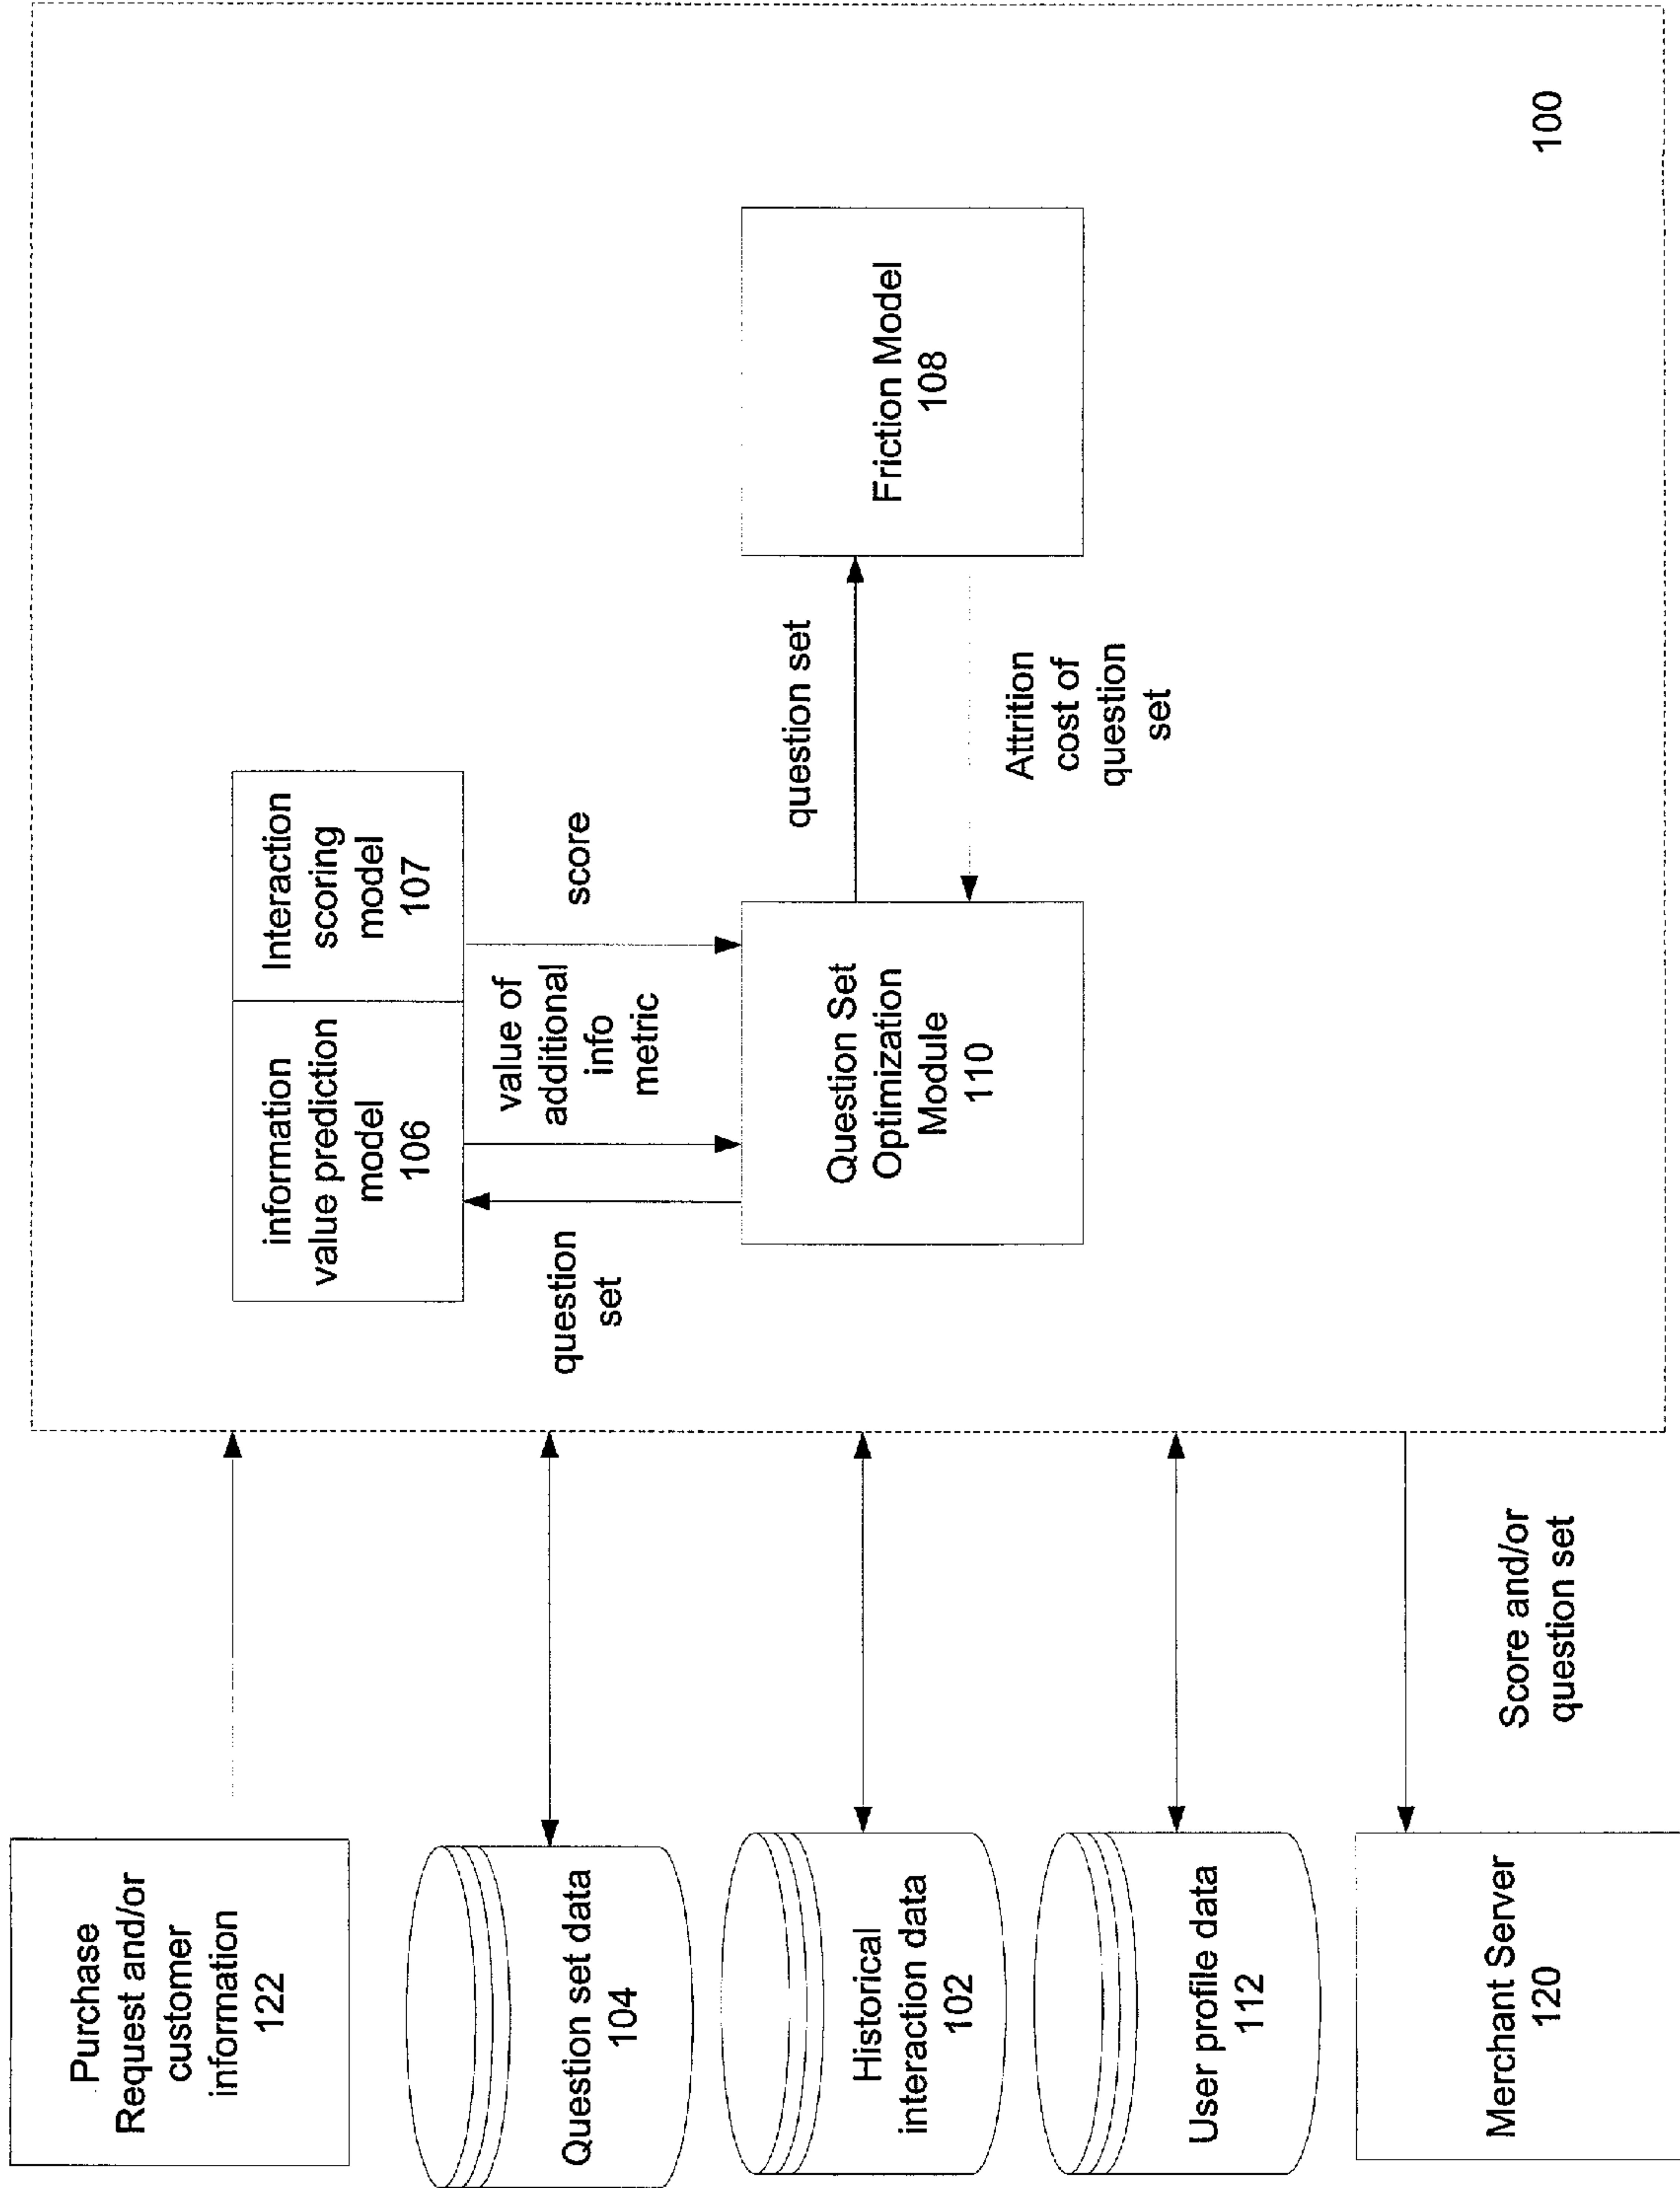 Purchase
Request and/or
customer
information
122
Question set data
104
Historical
interaction data
102
User profile data
112
Merchant Server
120
Score and/or
question set
information
value prediction
model
106
Interaction
scoring
model
107
question
set
value of
additional
info
metric
score
Question Set
Optimization
Module
110
question set
Attrition
cost of
question
set
Friction Model
108
100